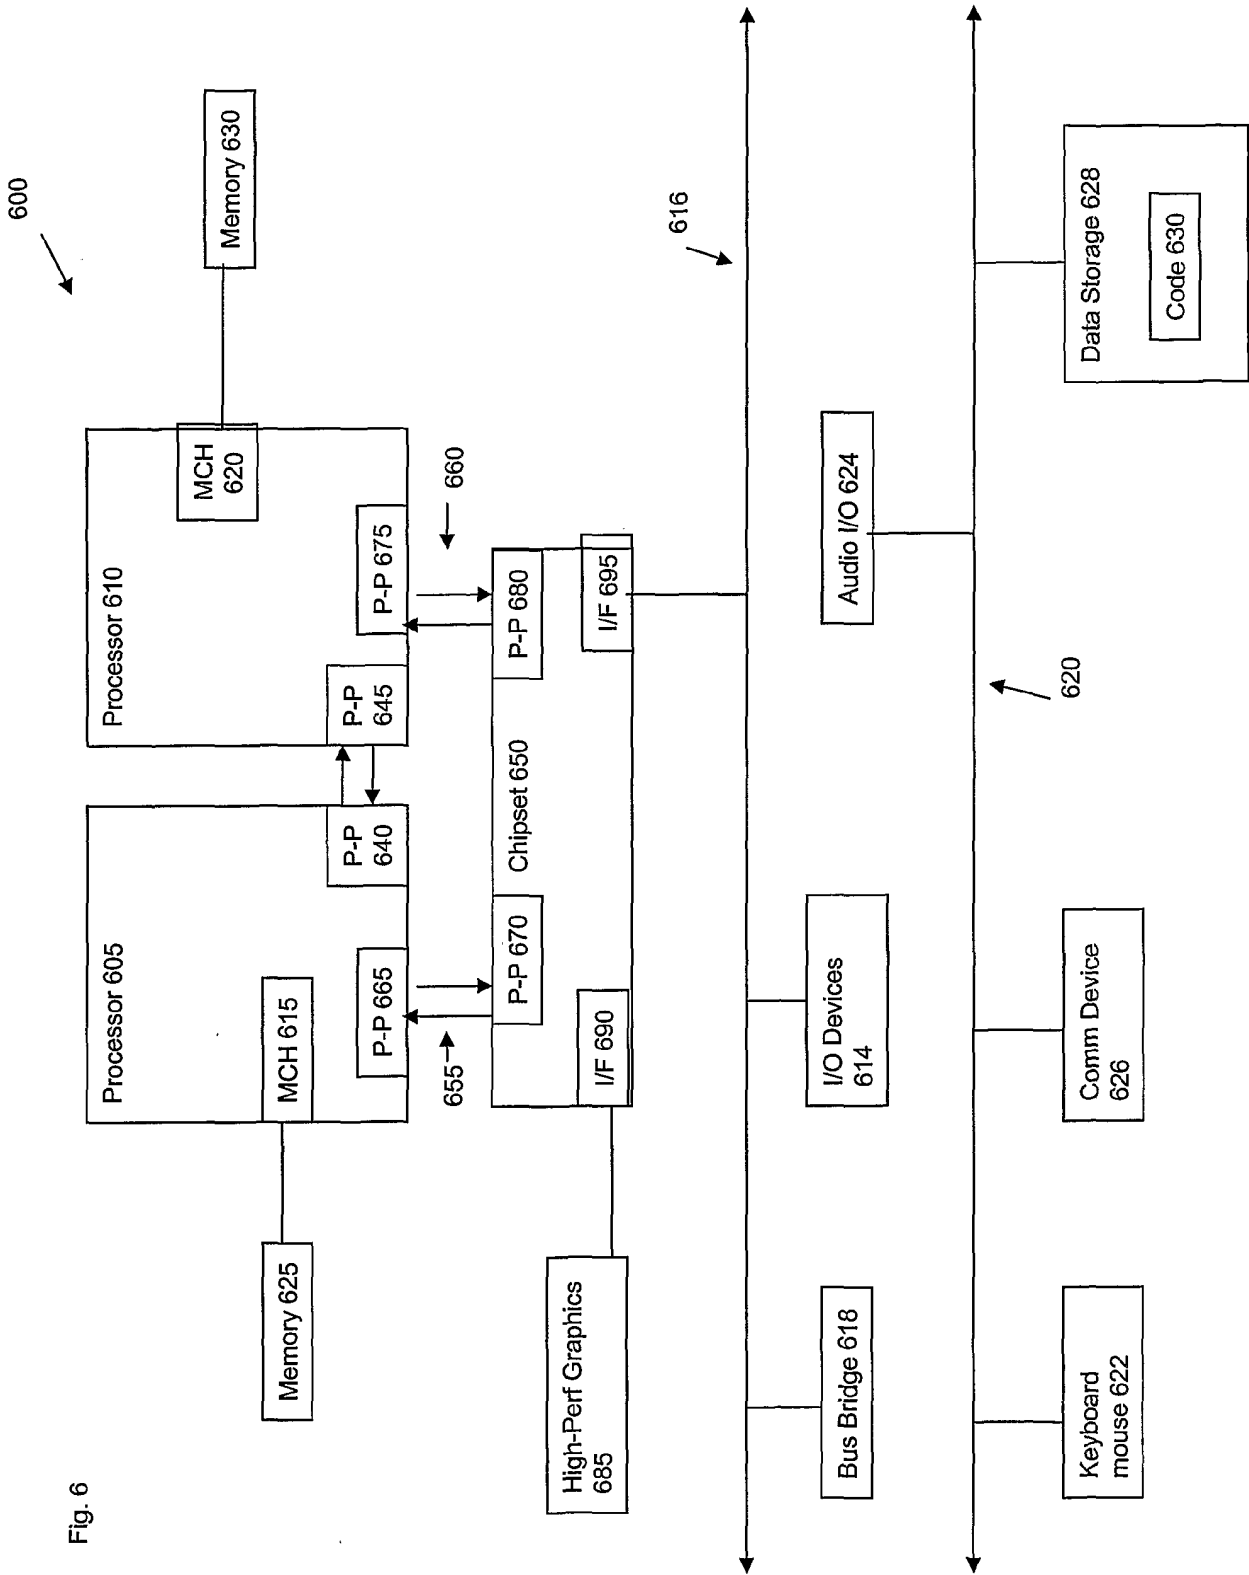 Fig. 6
600
Processor 605
Processor 610
Memory 625
MCH 615
MCH
620
Memory 630
P-P
640
P-P
645
P-P 665
P-P 675
655
660
P-P 670
Chipset 650
P-P 680
High-Perf Graphics
685
I/F 690
I/F 695
616
Bus Bridge 618
I/O Devices
614
Audio I/O 624
620
Keyboard
mouse 622
Comm Device
626
Data Storage 628
Code 630